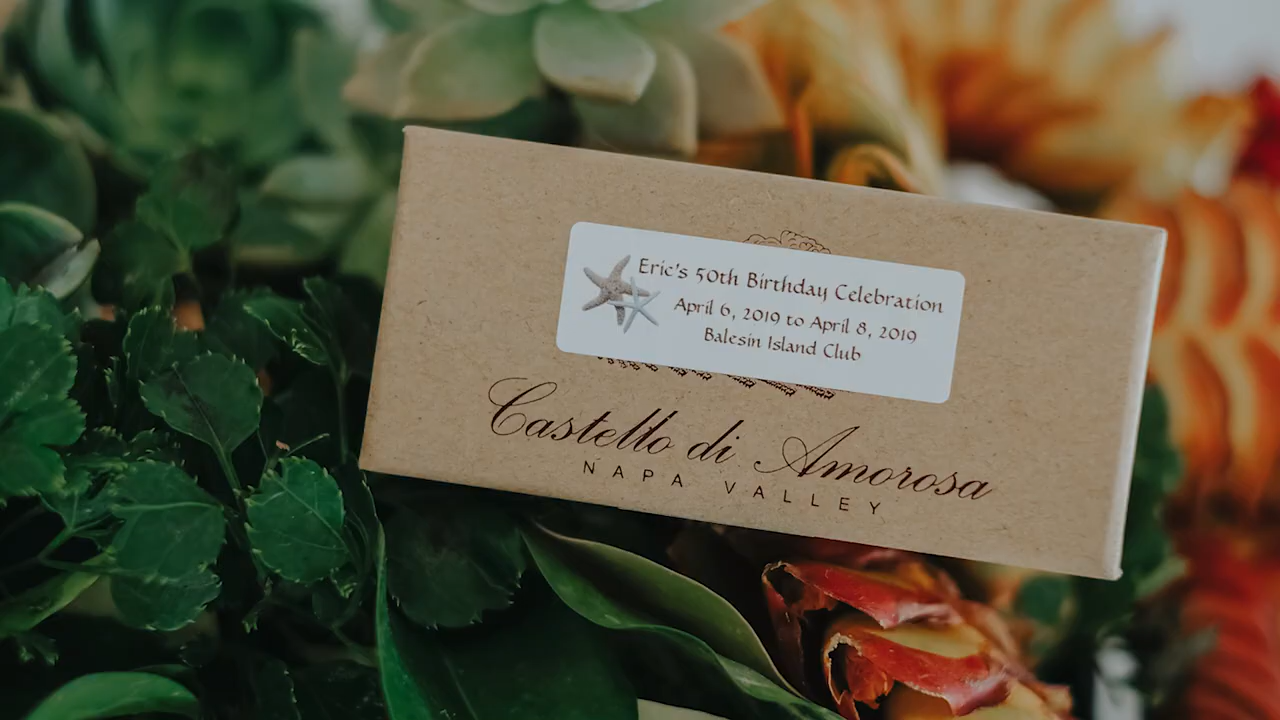 Eric's 50th Birthday Celebration
April 6, 2019 to April 8, 2019
Balesin Island Club
Castello di Amorosa
NAPA VALLEY